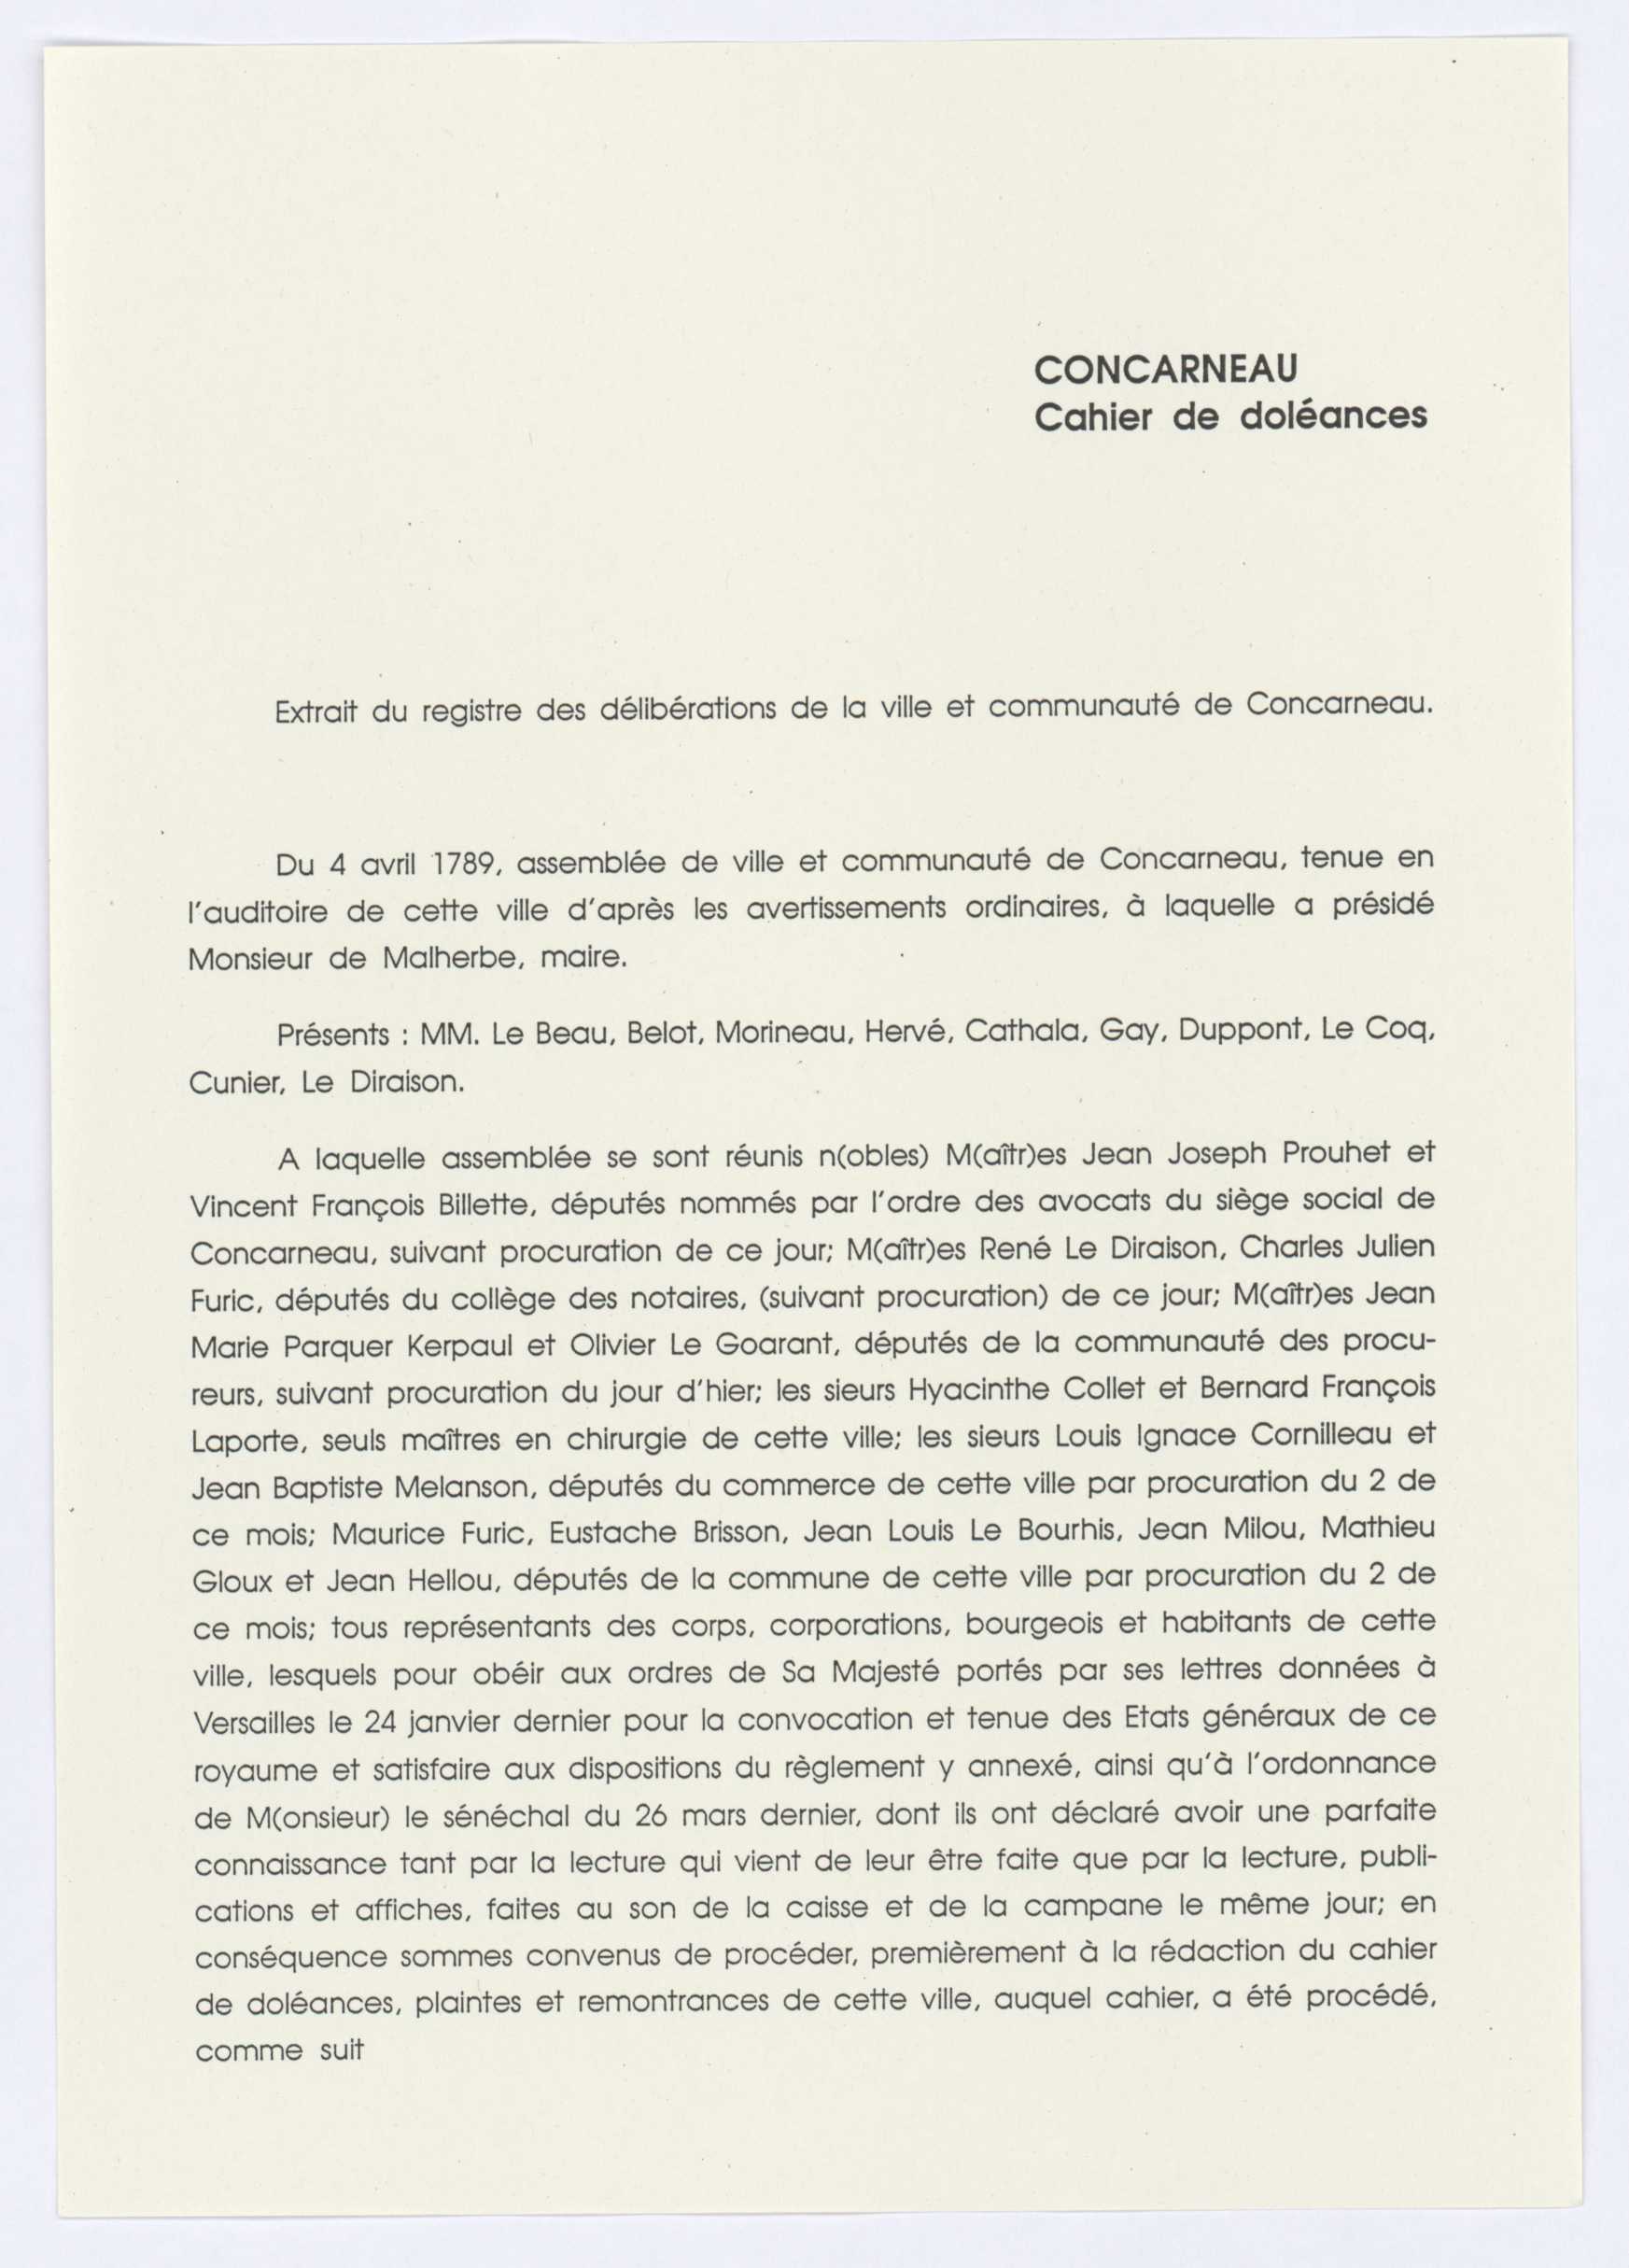 CONCARNEAU
Cahier de doléances
Extrait du registre des délibérations de la ville et communauté de Concarneau.
Du 4 avril 1789, assemblée de ville et communauté de Concarneau, tenue en
l'auditoire de cette ville d'après les avertissements ordinaires, à laquelle a présidé
Monsieur de Malherbe, maire.
Présents : MM. Le Beau, Belot, Morineau, Hervé, Cathala, Gay, Duppont, Le Coq,
Cunier, Le Diraison.
A laquelle assemblée se sont réunis n(obles) M(aîtr)es Jean Joseph Prouhet et
Vincent François Billette, députés nommés par l'ordre des avocats du siège social de
Concarneau, suivant procuration de ce jour; M(aîtr)es René Le Diraison, Charles Julien
Furic, députés du collège des notaires, (suivant procuration) de ce jour; M(aîtr)es Jean
Marie Parquer Kerpaul et Olivier Le Goarant, députés de la communauté des procu-
reurs, suivant procuration du jour d'hier; les sieurs Hyacinthe Collet et Bernard François
Laporte, seuls maîtres en chirurgie de cette ville; les sieurs Louis Ignace Cornilleau et
Jean Baptiste Melanson, députés du commerce de cette ville par procuration du 2 de
ce mois; Maurice Furic, Eustache Brisson, Jean Louis Le Bourhis, Jean Milou, Mathieu
Gloux et Jean Hellou, députés de la commune de cette ville par procuration du 2 de
ce mois; tous représentants des corps, corporations, bourgeois et habitants de cette
ville, lesquels pour obéir aux ordres de Sa Majesté portés par ses lettres données à
Versailles le 24 janvier dernier pour la convocation et tenue des Etats généraux de ce
royaume et satisfaire aux dispositions du règlement y annexé, ainsi qu'à l'ordonnance
de M(onsieur) le sénéchal du 26 mars dernier, dont ils ont déclaré avoir une parfaite
connaissance tant par la lecture qui vient de leur être faite que par la lecture, publi-
cations et affiches, faites au son de la caisse et de la campane le même jour; en
conséquence sommes convenus de procéder, premièrement à la rédaction du cahier
de doléances, plaintes et remontrances de cette ville, auquel cahier, a été procédé,
comme suit